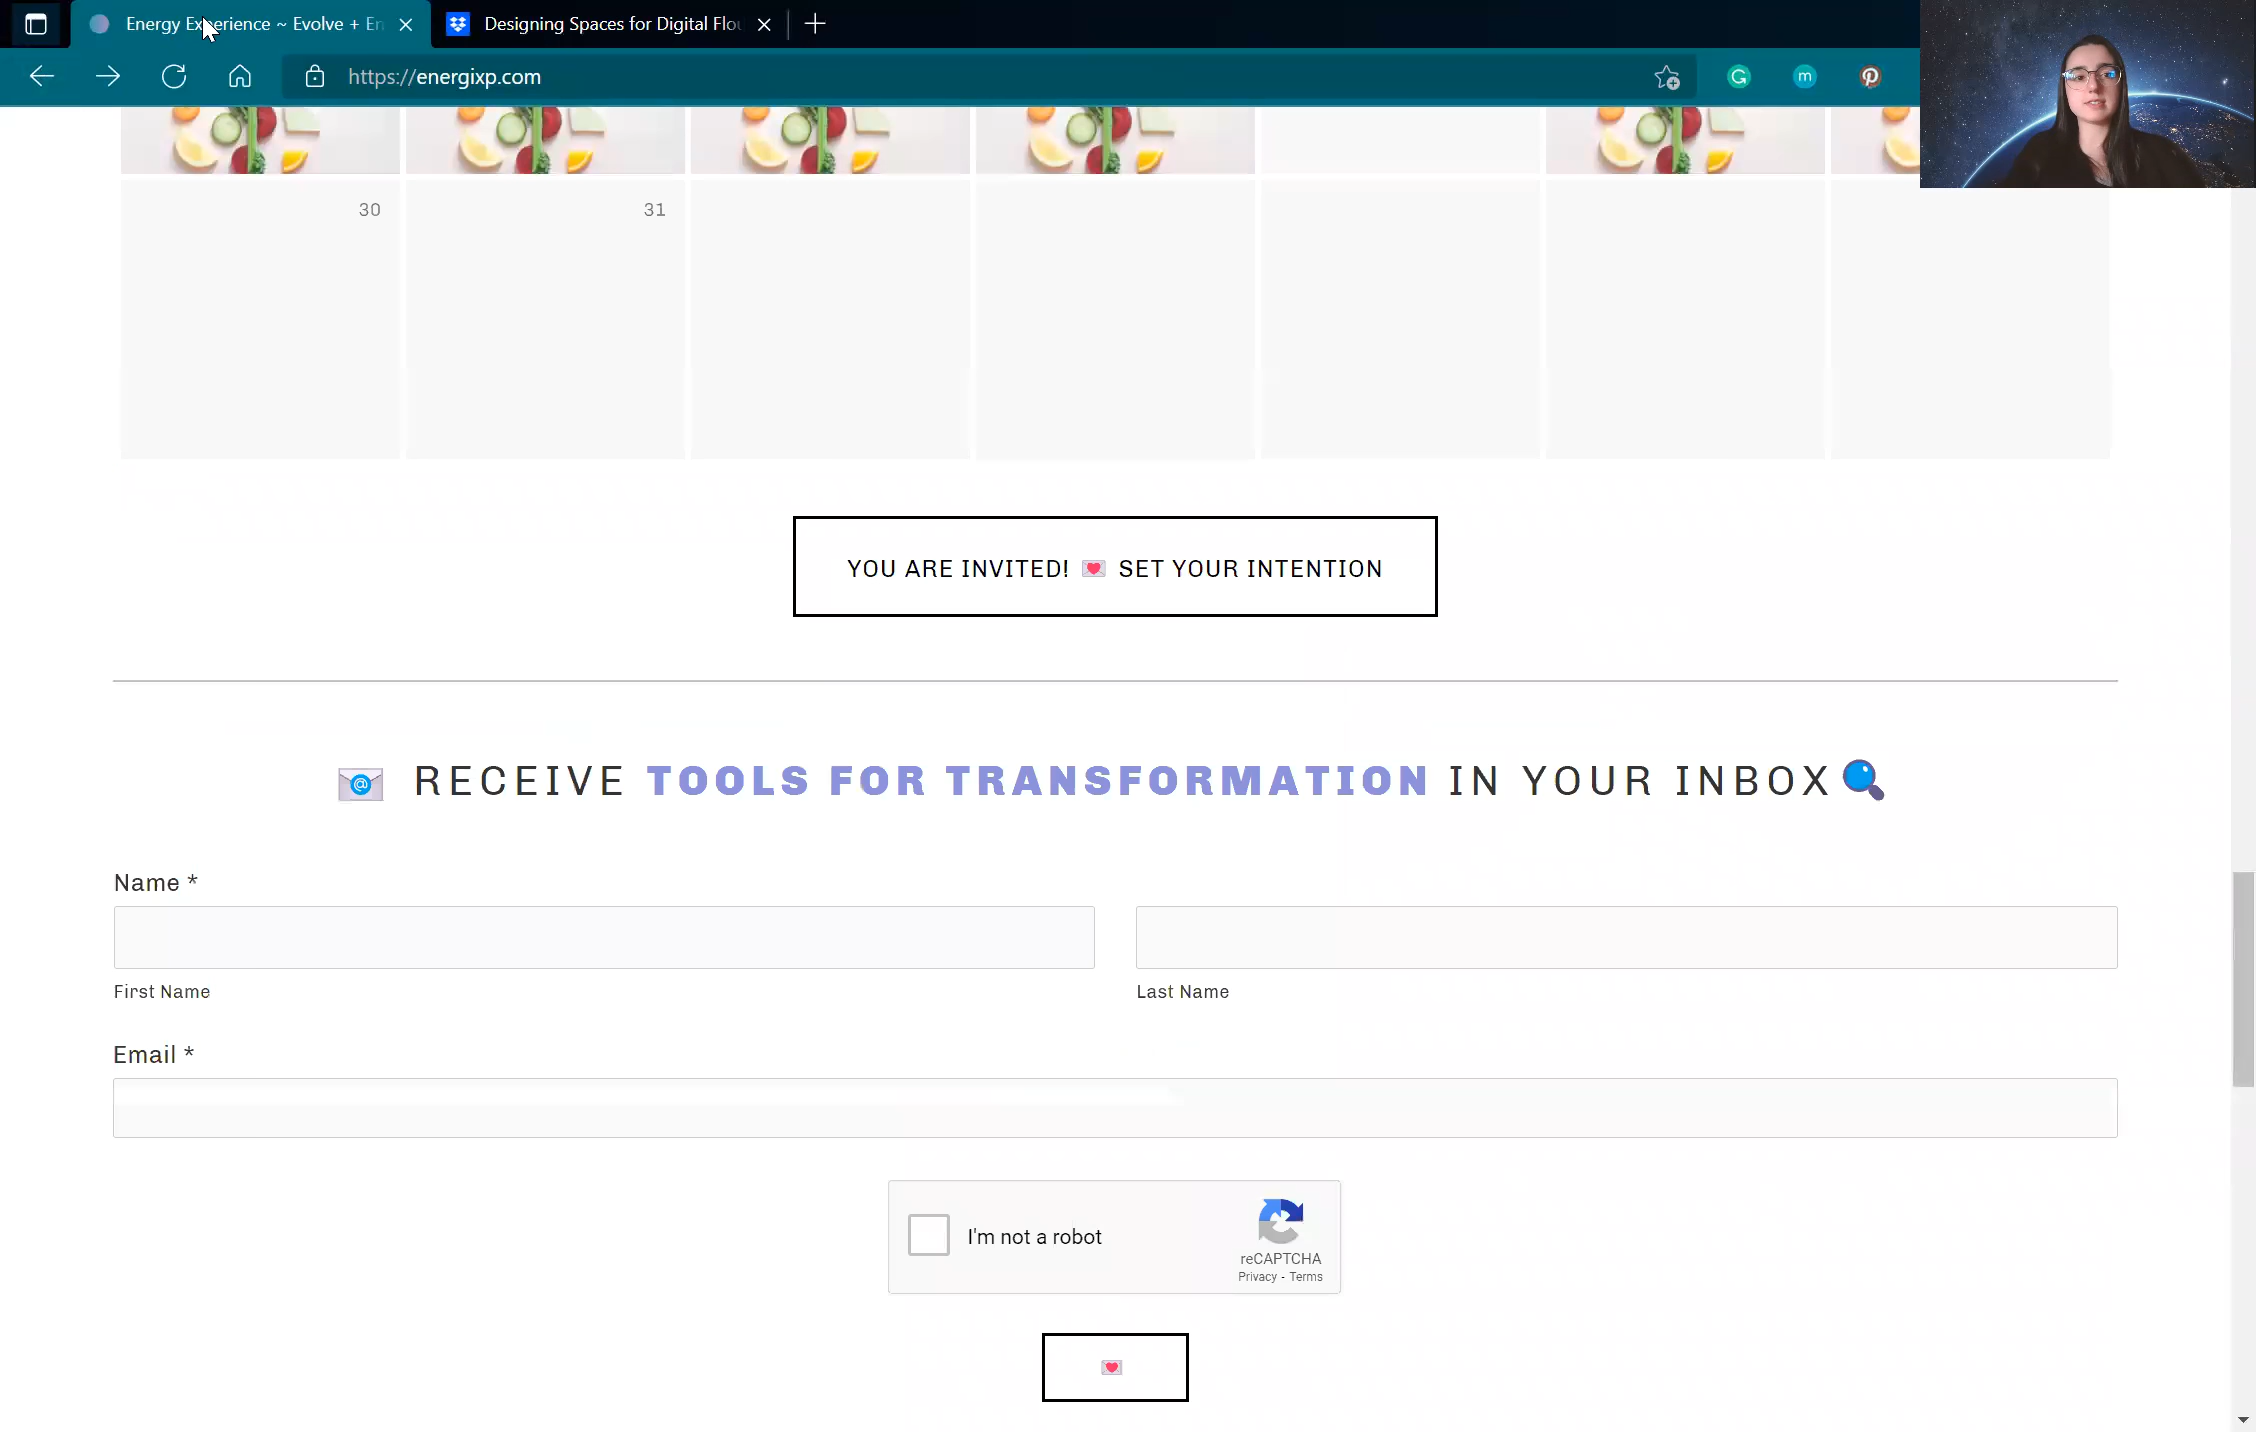 Energy Experience ~ Evolve + En
Designing Spaces for Digital Flou
https://energixp.com
30
31
YOU ARE INVITED! 💌 SET YOUR INTENTION
RECEIVE TOOLS FOR TRANSFORMATION IN YOUR INBOX
Name *
First Name
Last Name
Email *
I'm not a robot
reCAPTCHA
Privacy - Terms